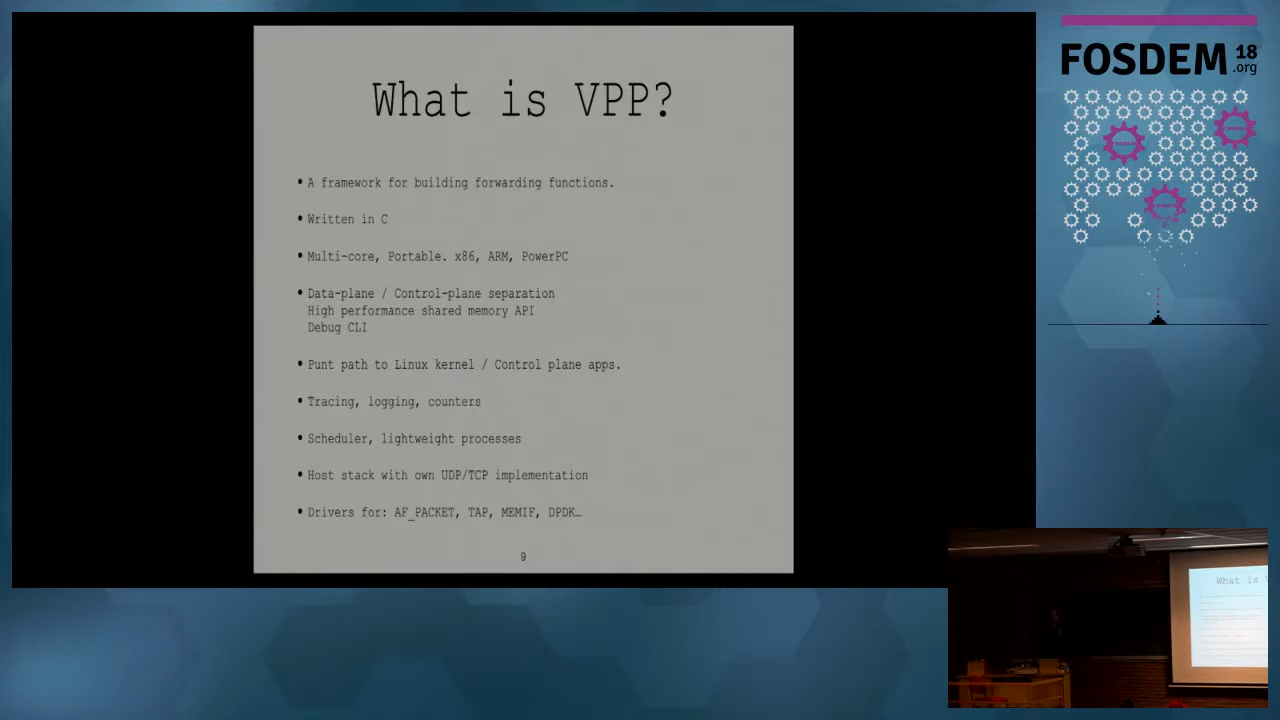 What is VPP?
• A framework for building forwarding functions.
• Written in C
• Multi-core, Portable. x86, ARM, PowerPC
• Data-plane / Control-plane separation
High performance shared memory API
Debug CLI
• Punt path to Linux kernel / Control plane apps.
• Tracing, logging, counters
• Scheduler, lightweight processes
• Host stack with own UDP/TCP implementation
• Drivers for: AF_PACKET, TAP, MEMIF, DPDK…
9
FOSDEM 18
.org
What is